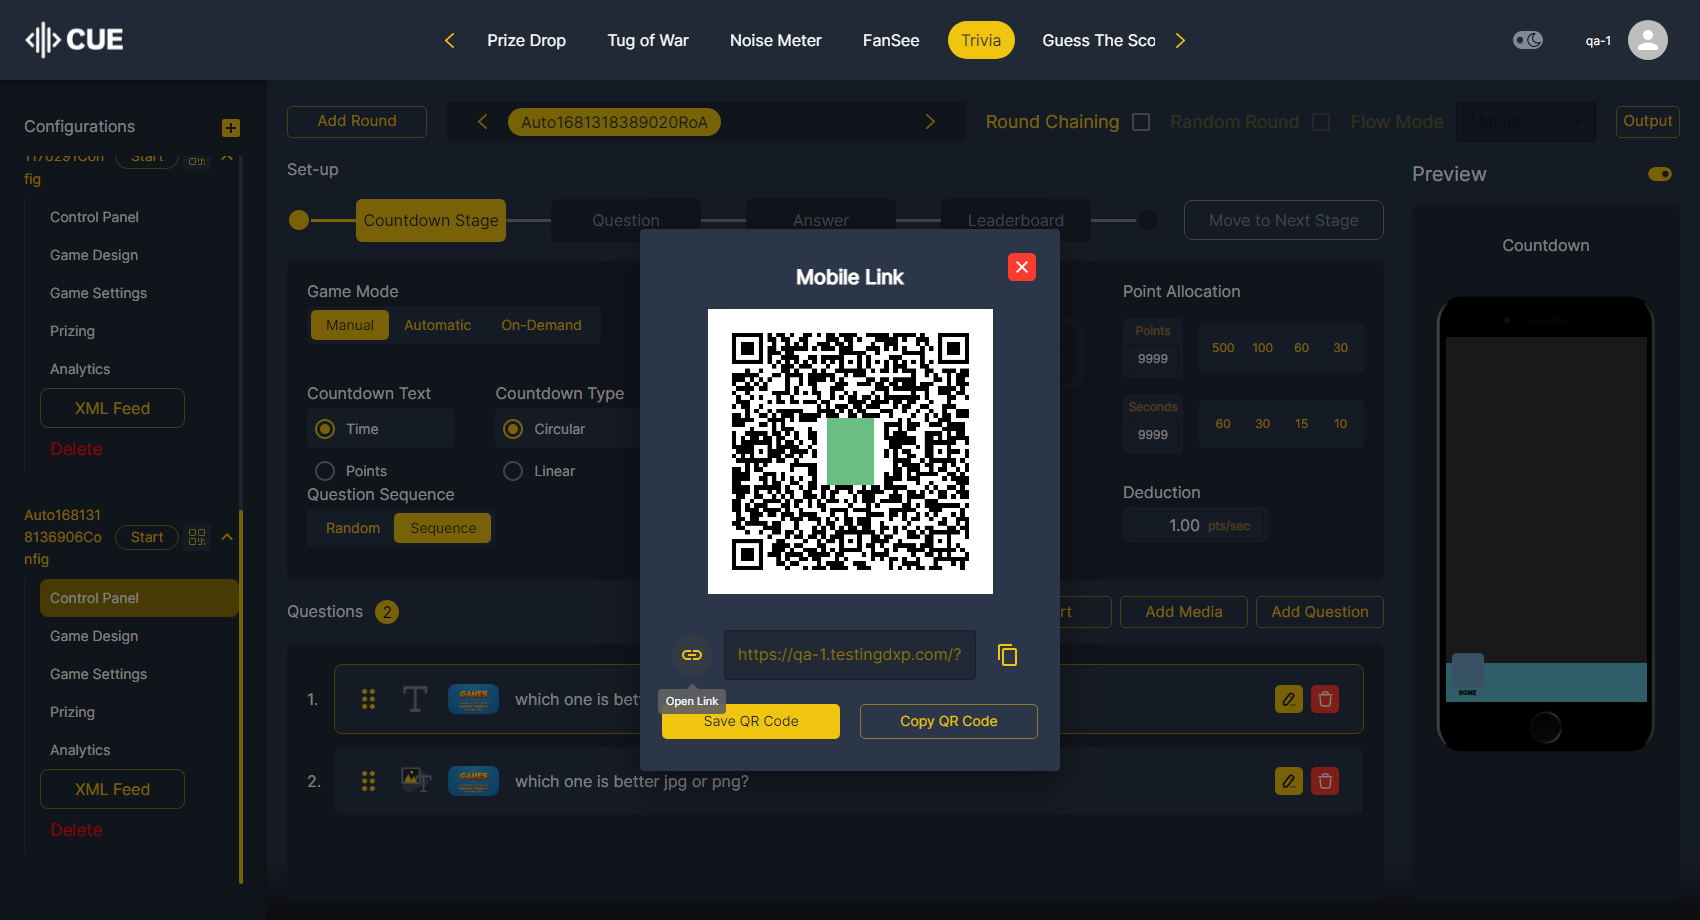 CUE
Prize Drop
Tug of War
Noise Meter
FanSee
Trivia
Guess The Sco
qa-1
Configurations
1176291Conf
fig
Start
Control Panel
Game Design
Game Settings
Prizing
Analytics
XML Feed
Delete
Auto168131
8136906Co
nfig
Start
Control Panel
Game Design
Game Settings
Prizing
Analytics
XML Feed
Delete
Add Round
Auto1681318389020RoA
Round Chaining
Random Round
Flow Mode
Manual
Output
Set-up
Countdown Stage
Question
Answer
Leaderboard
Move to Next Stage
Game Mode
Manual
Automatic
On-Demand
Countdown Text
Time
Points
Countdown Type
Circular
Linear
Question Sequence
Random
Sequence
Point Allocation
Points
9999
500
100
60
30
Seconds
9999
60
30
15
10
Deduction
1.00 pts/sec
Questions 2
rt
Add Media
Add Question
1.
T
GAMES
which one is bet
2.
T
GAMES
which one is better jpg or png?
Mobile Link
https://qa-1.testingdxp.com/?
Open Link
Save QR Code
Copy QR Code
Preview
Countdown
HOME